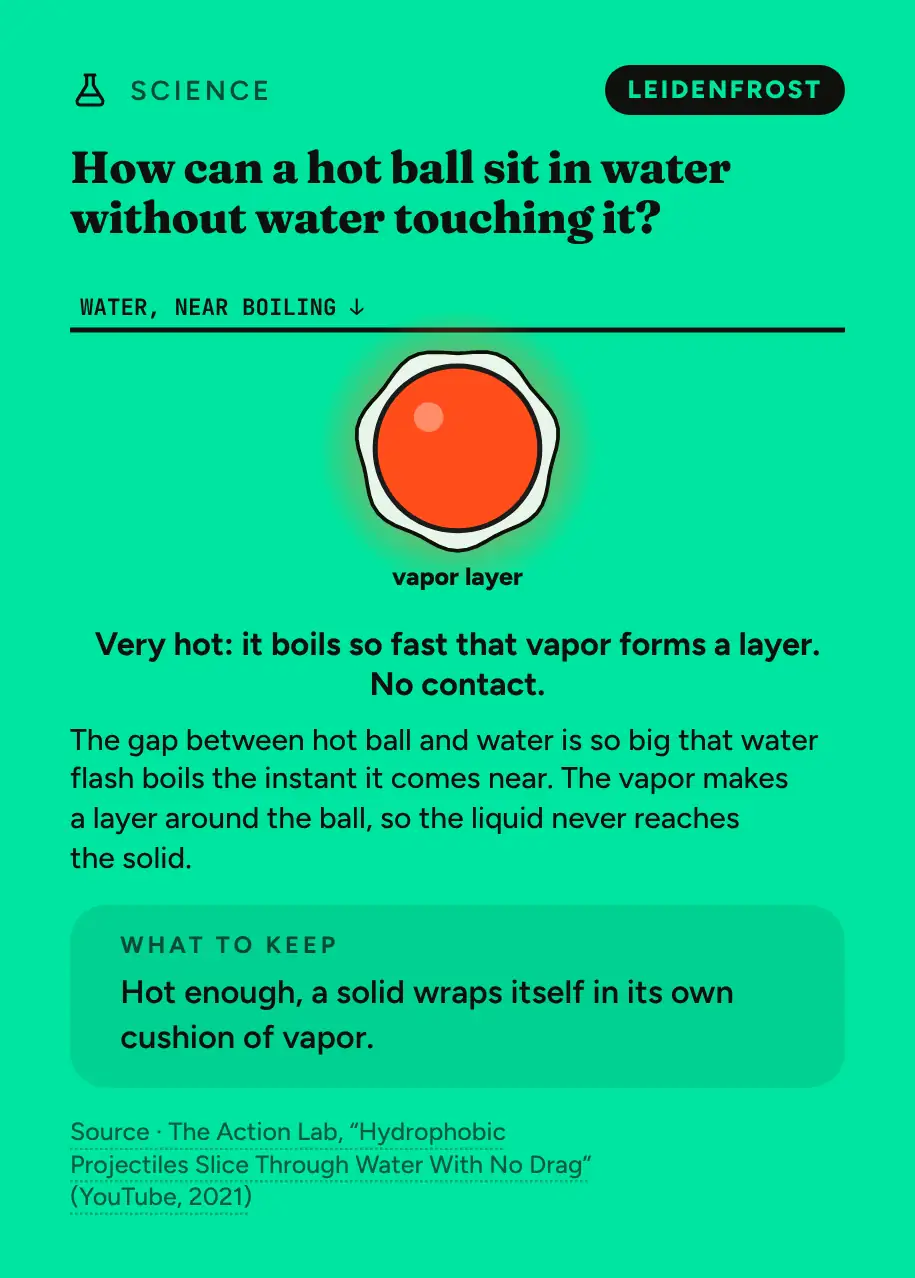 SCIENCE
LEIDENFROST
How can a hot ball sit in water
without water touching it?
WATER, NEAR BOILING ↓
vapor layer
Very hot: it boils so fast that vapor forms a layer.
No contact.
The gap between hot ball and water is so big that water
flash boils the instant it comes near. The vapor makes
a layer around the ball, so the liquid never reaches
the solid.
WHAT TO KEEP
Hot enough, a solid wraps itself in its own
cushion of vapor.
Source · The Action Lab, “Hydrophobic
Projectiles Slice Through Water With No Drag”
(YouTube, 2021)